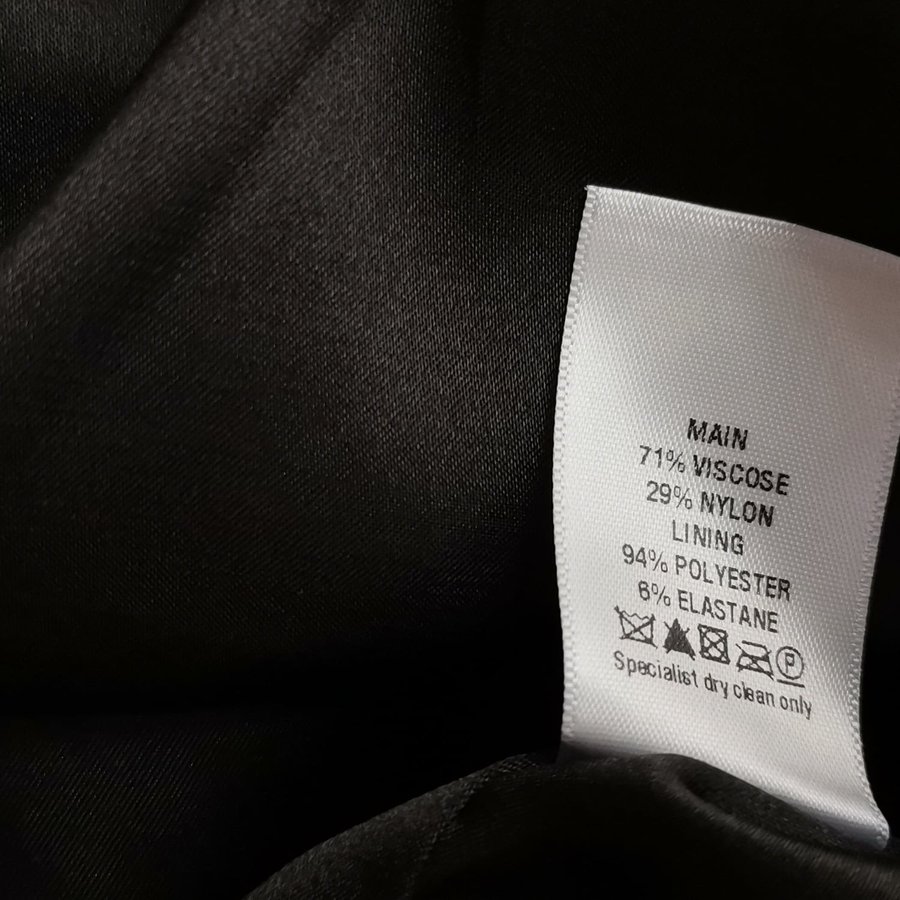 MAIN
71% VISCOSE
29% NYLON
LINING
94% POLYESTER
6% ELASTANE
P
Specialist dry clean only